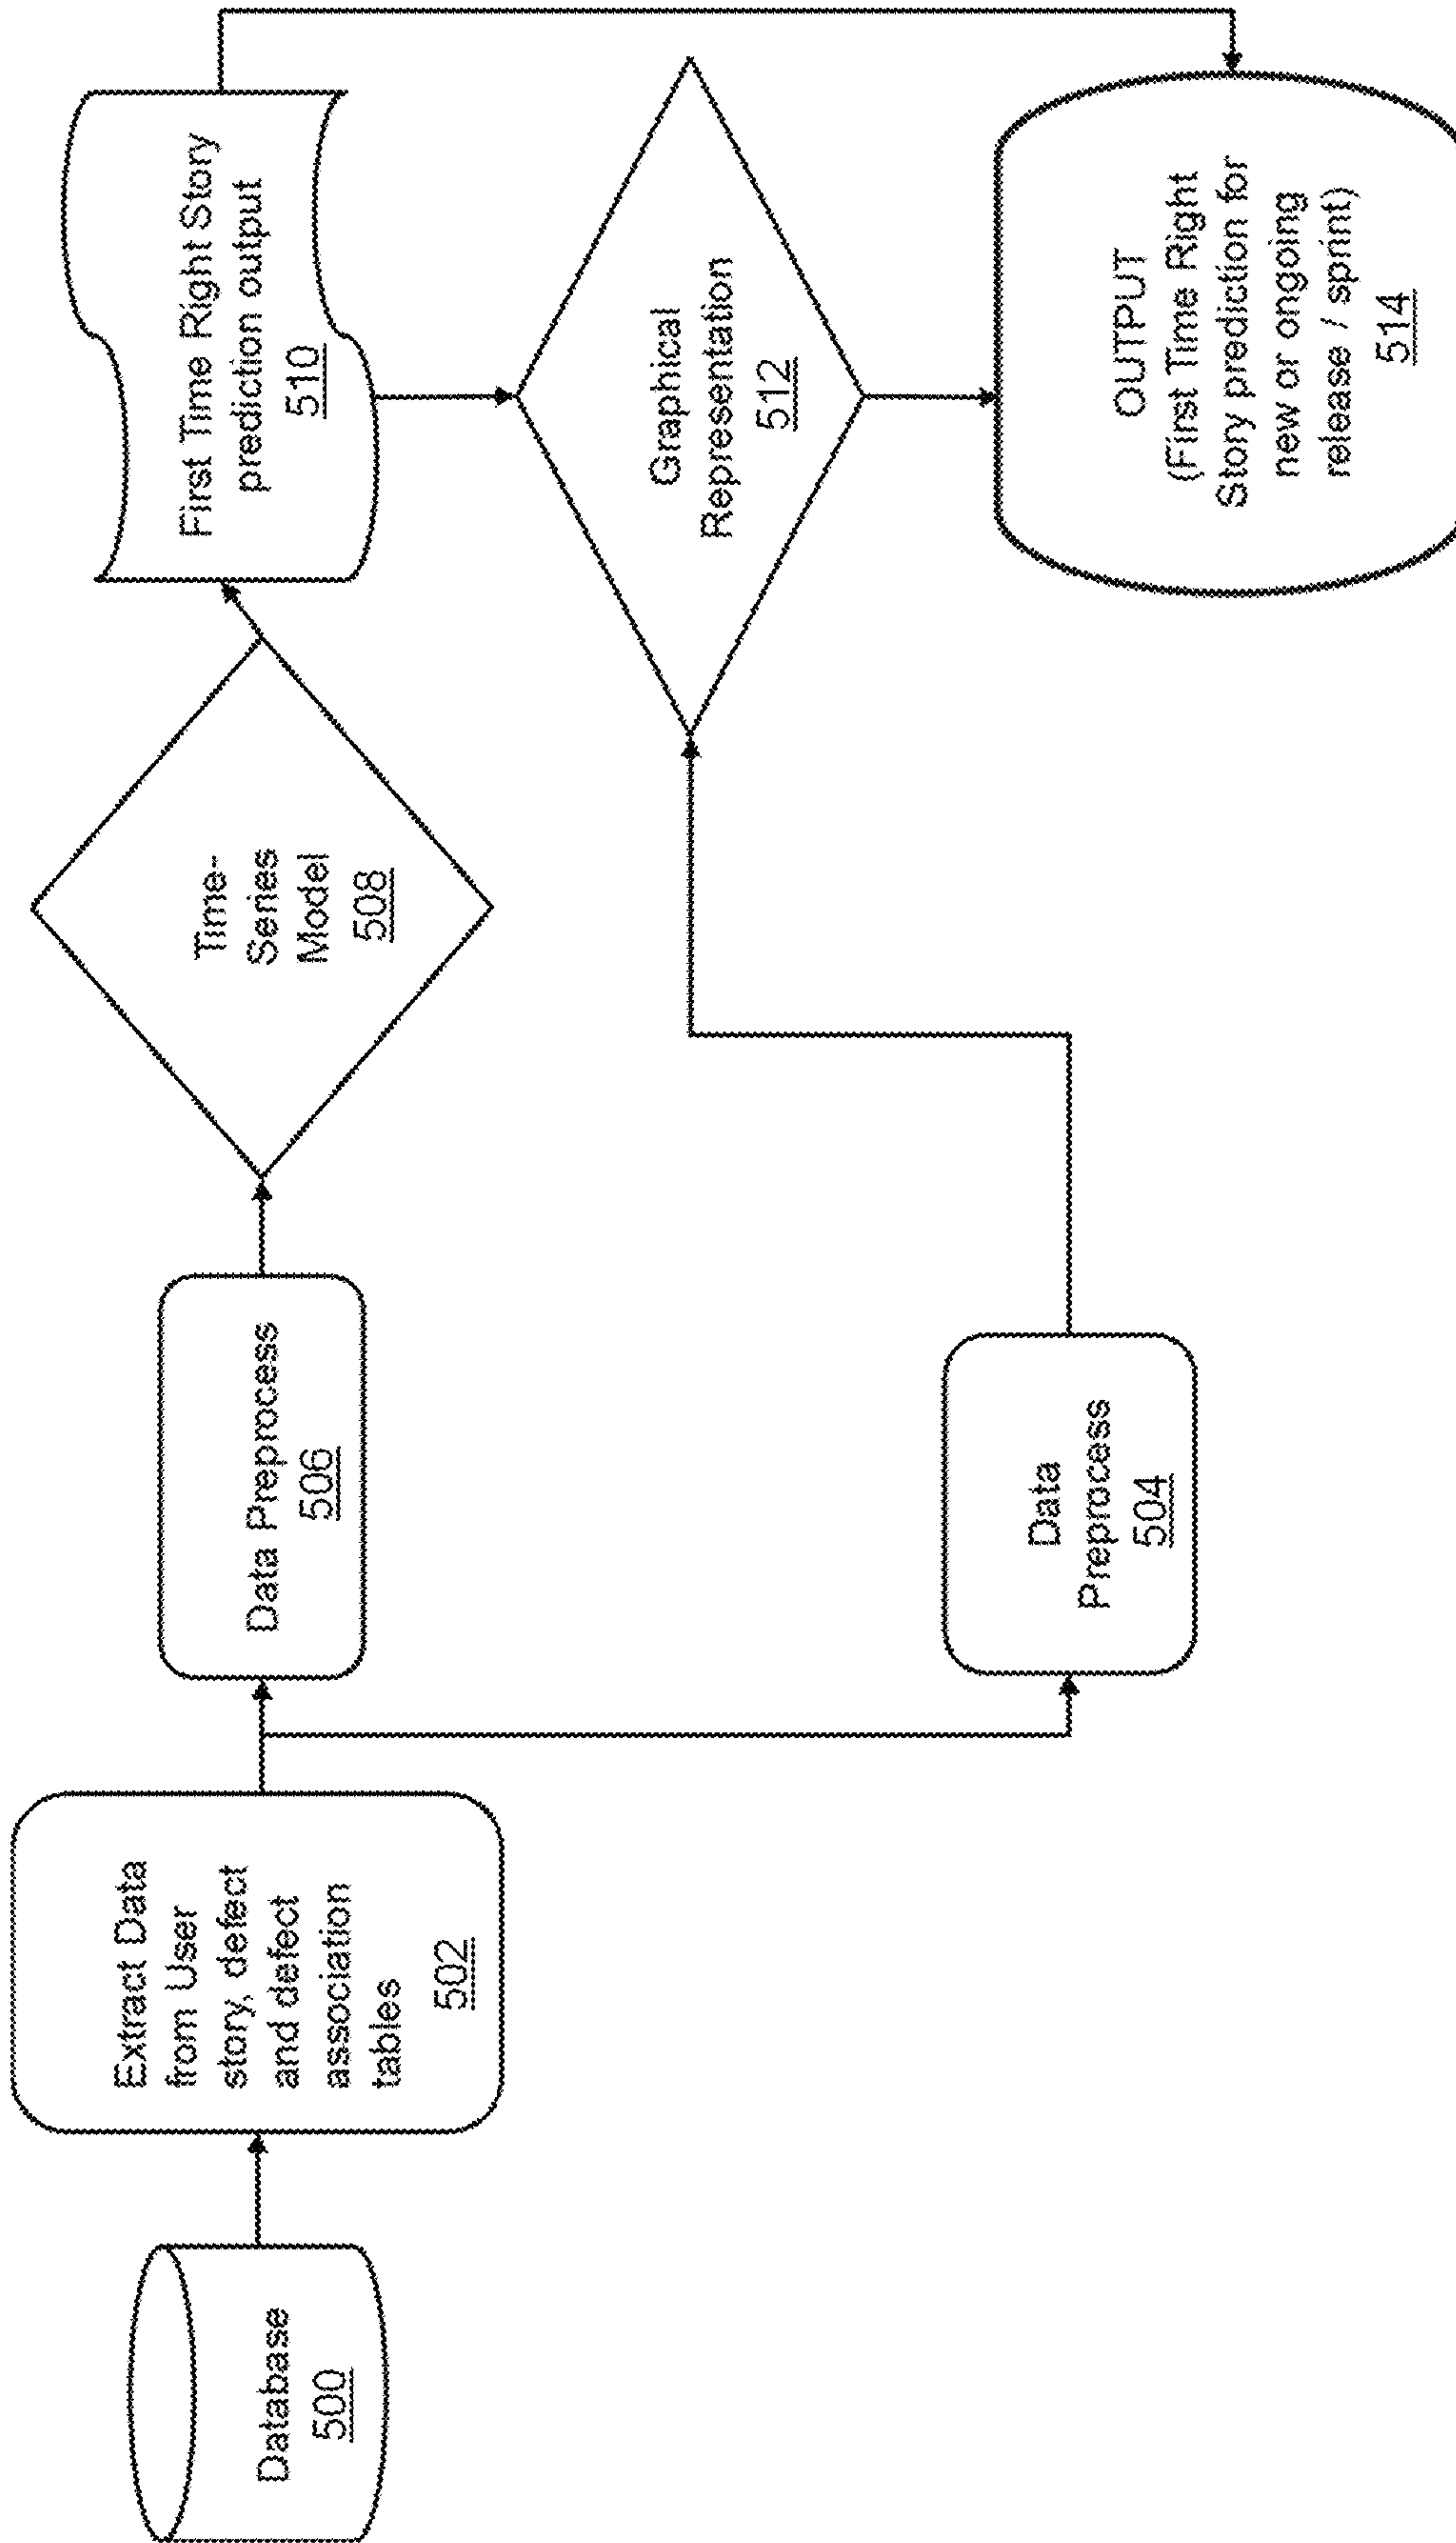 Database
500
Extract Data
from User
story, defect
and defect
association
tables
502
Data Preprocess
506
Data
Preprocess
504
Time-
Series
Model
508
First Time Right Story
prediction output
510
Graphical
Representation
512
OUTPUT
(First Time Right
Story prediction for
new or ongoing
release / sprint)
514